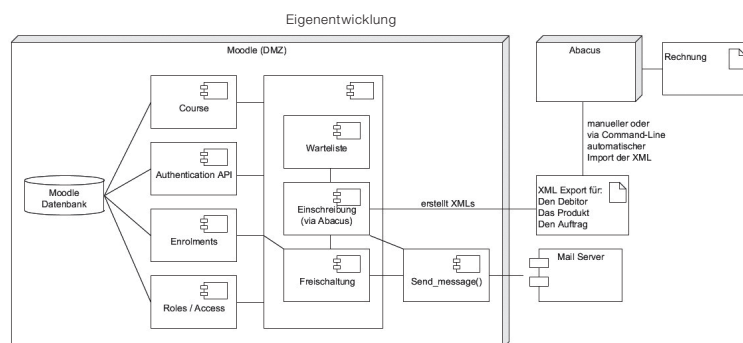 Eigenentwicklung
Moodle (DMZ)
Abacus
Rechnung
Course
Warteliste
manueller oder
via Command-Line
automatischer
Import der XML
Moodle
Datenbank
Authentication API
Einschreibung
(via Abacus)
erstellt XMLs
XML Export für:
Den Debitor
Das Produkt
Den Auftrag
Enrolments
Freischaltung
Send_message()
Mail Server
Roles / Access